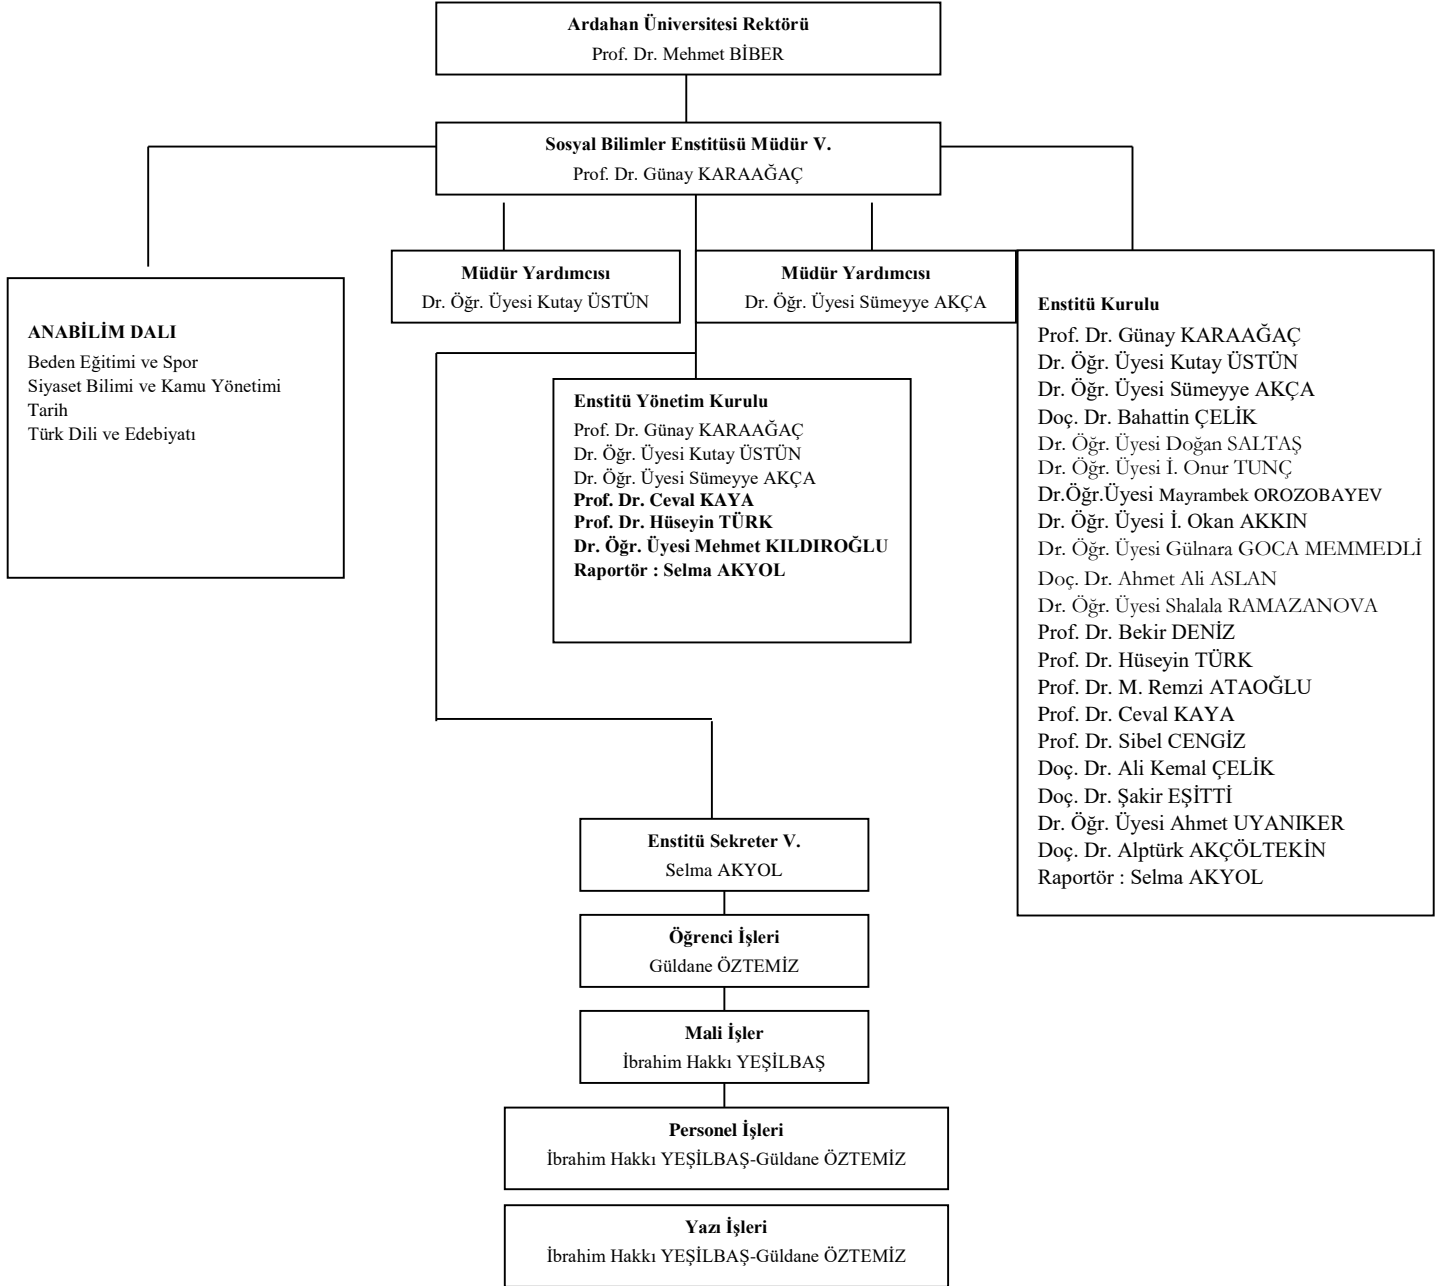 Ardahan Üniversitesi Rektörü
Prof. Dr. Mehmet BİBER
Sosyal Bilimler Enstitüsü Müdür V.
Prof. Dr. Günay KARAAĞAÇ
Müdür Yardımcısı
Dr. Öğr. Üyesi Kutay ÜSTÜN
Müdür Yardımcısı
Dr. Öğr. Üyesi Sümeyye AKÇA
ANABİLİM DALI
Beden Eğitimi ve Spor
Siyaset Bilimi ve Kamu Yönetimi
Tarih
Türk Dili ve Edebiyatı
Enstitü Yönetim Kurulu
Prof. Dr. Günay KARAAĞAÇ
Dr. Öğr. Üyesi Kutay ÜSTÜN
Dr. Öğr. Üyesi Sümeyye AKÇA
Prof. Dr. Ceval KAYA
Prof. Dr. Hüseyin TÜRK
Dr. Öğr. Üyesi Mehmet KILDIROĞLU
Raportör : Selma AKYOL
Enstitü Kurulu
Prof. Dr. Günay KARAAĞAÇ
Dr. Öğr. Üyesi Kutay ÜSTÜN
Dr. Öğr. Üyesi Sümeyye AKÇA
Doç. Dr. Bahattin ÇELİK
Dr. Öğr. Üyesi Doğan SALTAŞ
Dr. Öğr. Üyesi İ. Onur TUNÇ
Dr.Öğr.Üyesi Mayrambek OROZOBAYEV
Dr. Öğr. Üyesi İ. Okan AKKIN
Dr. Öğr. Üyesi Gülnara GOCA MEMMEDLİ
Doç. Dr. Ahmet Ali ASLAN
Dr. Öğr. Üyesi Shalala RAMAZANOVA
Prof. Dr. Bekir DENİZ
Prof. Dr. Hüseyin TÜRK
Prof. Dr. M. Remzi ATAOĞLU
Prof. Dr. Ceval KAYA
Prof. Dr. Sibel CENGİZ
Doç. Dr. Ali Kemal ÇELİK
Doç. Dr. Şakir EŞİTTİ
Dr. Öğr. Üyesi Ahmet UYANIKER
Doç. Dr. Alptürk AKÇÖLTEKİN
Raportör : Selma AKYOL
Enstitü Sekreter V.
Selma AKYOL
Öğrenci İşleri
Güldane ÖZTEMİZ
Mali İşler
İbrahim Hakkı YEŞİLBAŞ
Personel İşleri
İbrahim Hakkı YEŞİLBAŞ-Güldane ÖZTEMİZ
Yazı İşleri
İbrahim Hakkı YEŞİLBAŞ-Güldane ÖZTEMİZ